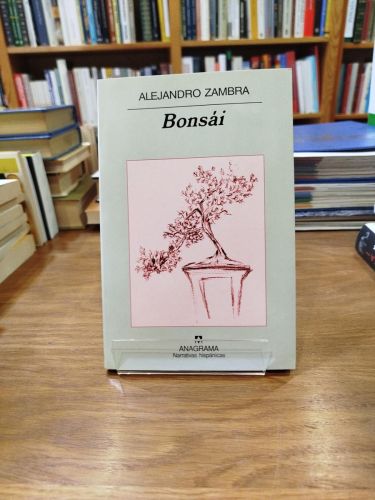 ALEJANDRO ZAMBRA
Bonsái
ANAGRAMA
Narrativas hispánicas